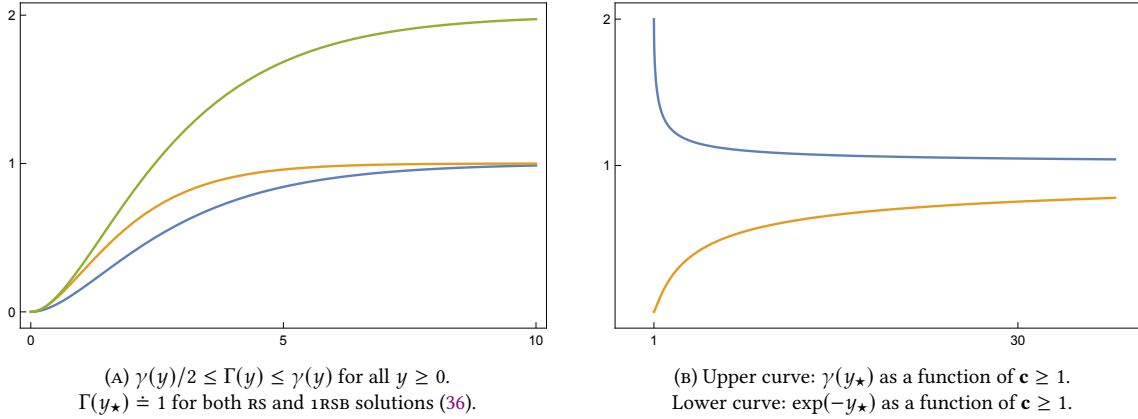 2
1
0
0
5
10
2
1
1
30
(A) γ(y)/2 ≤ Γ(y) ≤ γ(y) for all y ≥ 0.
Γ(y⋆) ≐ 1 for both RS and 1RSB solutions (36).
(B) Upper curve: γ(y⋆) as a function of c ≥ 1.
Lower curve: exp(−y⋆) as a function of c ≥ 1.